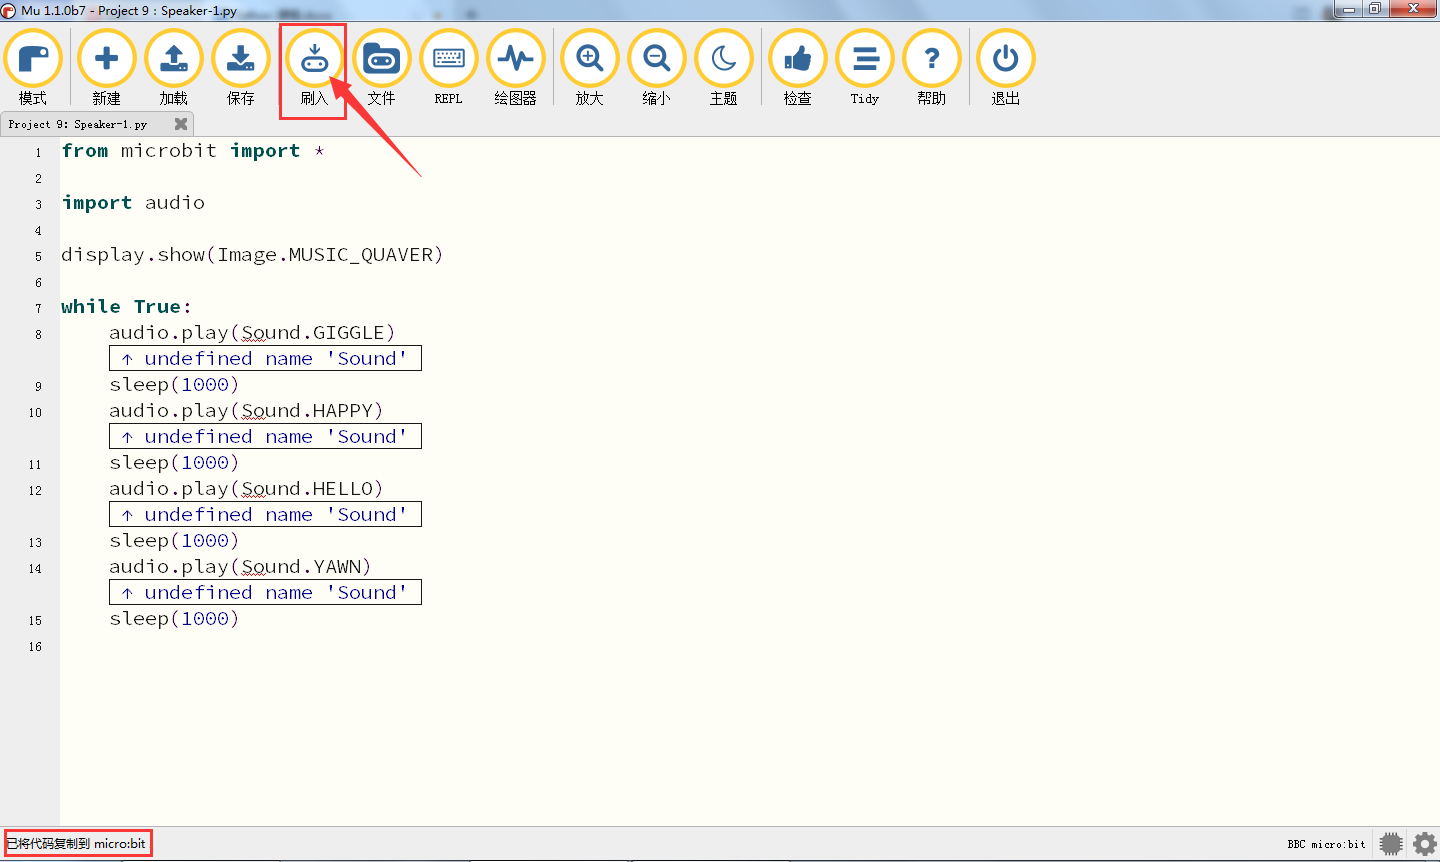 Mu 1.1.0b7 - Project 9：Speaker-1.py
模式 新建 加载 保存 刷入 文件 REPL 绘图器 放大 缩小 主题 检查 Tidy 帮助 退出
Project 9：Speaker-1.py
1 from microbit import *
2
3 import audio
4
5 display.show(Image.MUSIC_QUAVER)
6
7 while True:
8 audio.play(Sound.GIGGLE)
↑ undefined name 'Sound'
9 sleep(1000)
10 audio.play(Sound.HAPPY)
↑ undefined name 'Sound'
11 sleep(1000)
12 audio.play(Sound.HELLO)
↑ undefined name 'Sound'
13 sleep(1000)
14 audio.play(Sound.YAWN)
↑ undefined name 'Sound'
15 sleep(1000)
16
已将代码复制到 micro:bit
BBC micro:bit